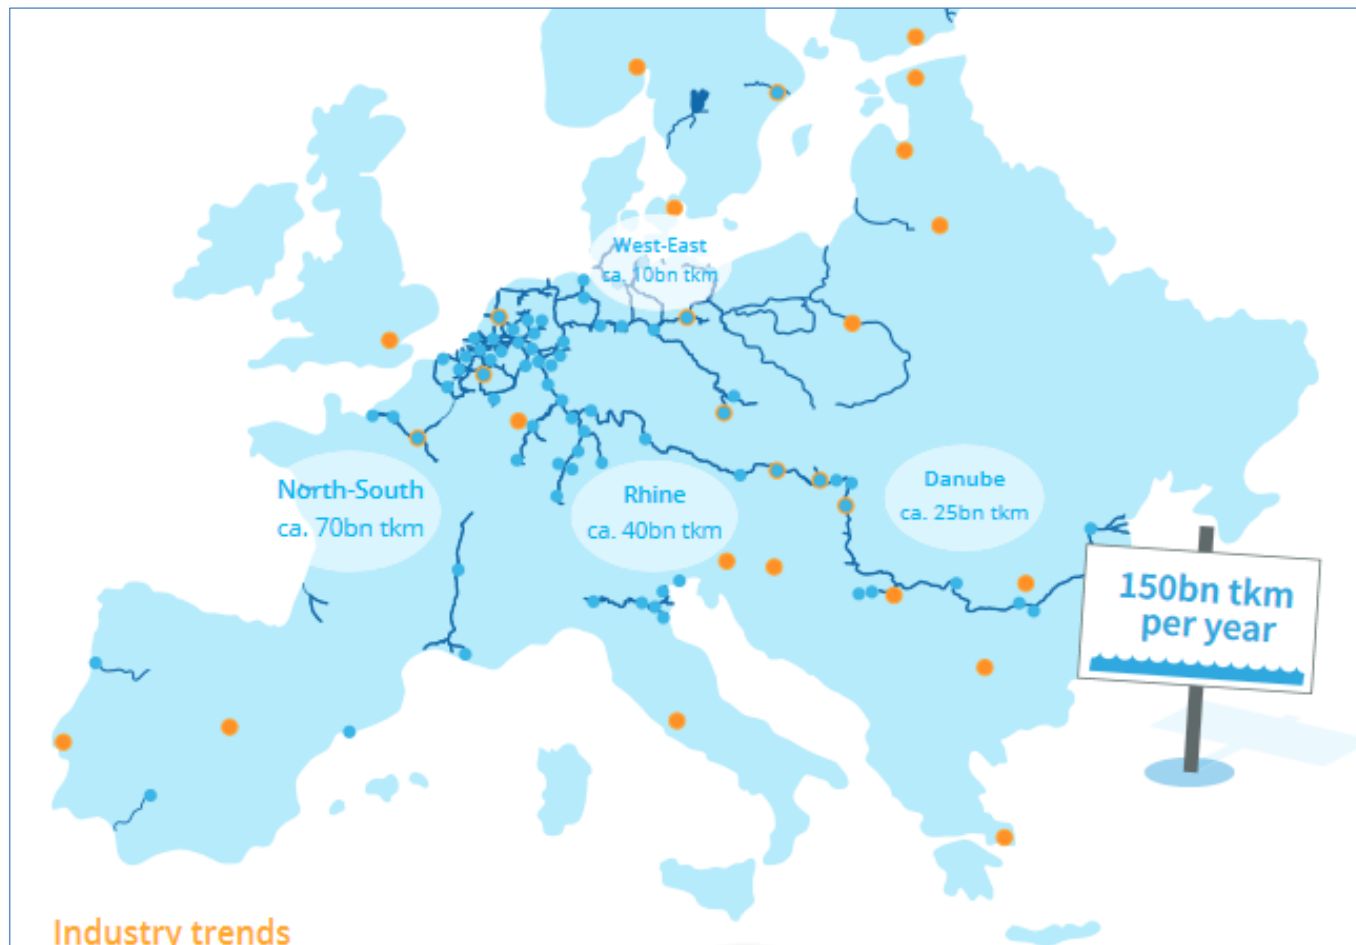 West-East
ca. 10bn tkm
North-South
ca. 70bn tkm
Rhine
ca. 40bn tkm
Danube
ca. 25bn tkm
150bn tkm
per year
Industry trends